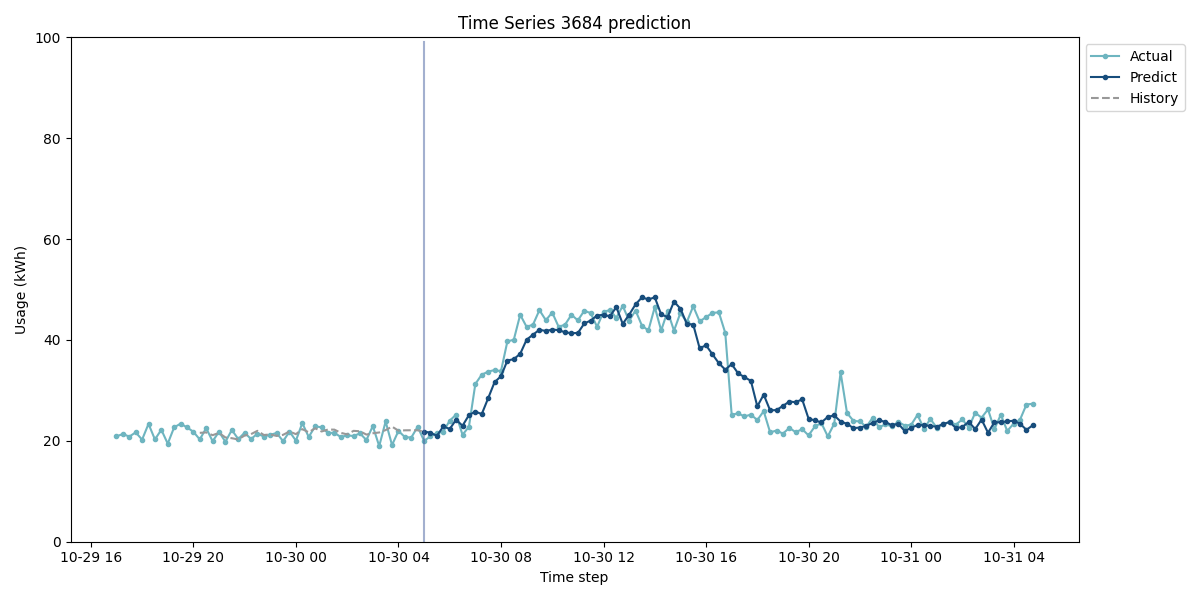 Time Series 3684 prediction
Usage (kWh)
100
80
60
40
20
0
10-29 16
10-29 20
10-30 00
10-30 04
10-30 08
10-30 12
10-30 16
10-30 20
10-31 00
10-31 04
Time step
Actual
Predict
History